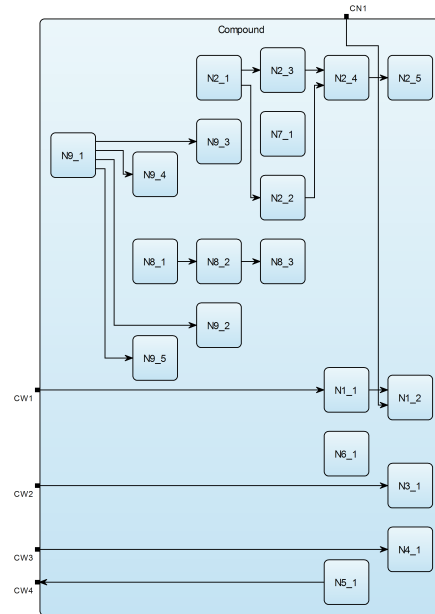 CN1
Compound
N2_1
N2_3
N2_4
N2_5
N7_1
N9_3
N9_1
N9_4
N2_2
N8_1
N8_2
N8_3
N9_2
N9_5
N1_1
N1_2
CW1
N6_1
N3_1
CW2
N4_1
CW3
N5_1
CW4